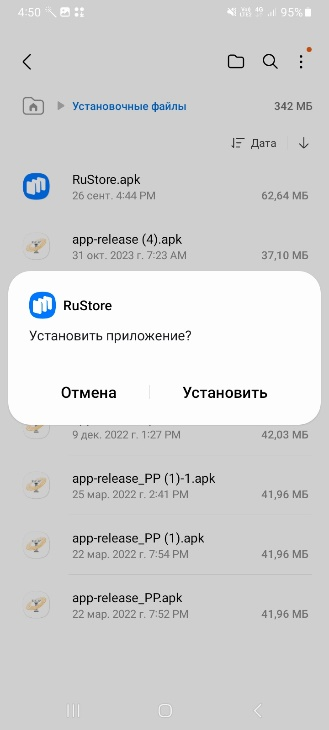 4:50
95%
Установочные файлы
342 МБ
Дата
RuStore.apk
26 сент. 4:44 PM
62,64 МБ
app-release (4).apk
31 окт. 2023 г. 7:23 AM
37,10 МБ
RuStore
Установить приложение?
Отмена
Установить
9 дек. 2022 г. 1:27 PM
42,03 МБ
app-release_PP (1)-1.apk
25 мар. 2022 г. 2:41 PM
41,96 МБ
app-release_PP (1).apk
22 мар. 2022 г. 7:54 PM
41,96 МБ
app-release_PP.apk
22 мар. 2022 г. 7:52 PM
41,96 МБ